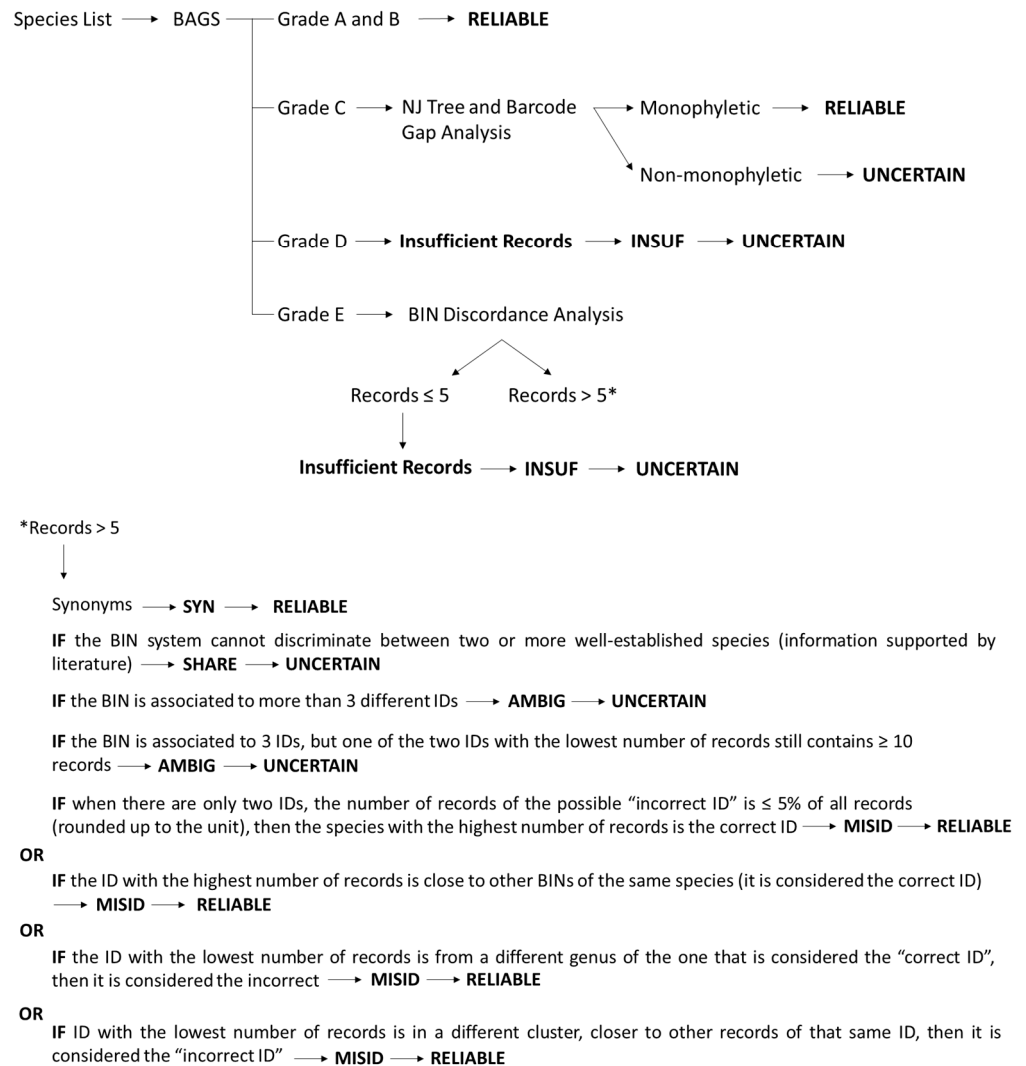 Species List → BAGS Grade A and B → RELIABLE
Grade C → NJ Tree and Barcode Monophyletic → RELIABLE
Gap Analysis
Non-monophyletic → UNCERTAIN
Grade D → Insufficient Records → INSUF → UNCERTAIN
Grade E → BIN Discordance Analysis
Records ≤ 5 Records > 5*
Insufficient Records → INSUF → UNCERTAIN
*Records > 5
Synonyms → SYN → RELIABLE
IF the BIN system cannot discriminate between two or more well-established species (information supported by
literature) → SHARE → UNCERTAIN
IF the BIN is associated to more than 3 different IDs → AMBIG → UNCERTAIN
IF the BIN is associated to 3 IDs, but one of the two IDs with the lowest number of records still contains ≥ 10
records → AMBIG → UNCERTAIN
IF when there are only two IDs, the number of records of the possible “incorrect ID” is ≤ 5% of all records
(rounded up to the unit), then the species with the highest number of records is the correct ID → MISID → RELIABLE
OR
IF the ID with the highest number of records is close to other BINs of the same species (it is considered the correct ID)
→ MISID → RELIABLE
OR
IF the ID with the lowest number of records is from a different genus of the one that is considered the “correct ID”,
then it is considered the incorrect → MISID → RELIABLE
OR
IF ID with the lowest number of records is in a different cluster, closer to other records of that same ID, then it is
considered the “incorrect ID” → MISID → RELIABLE